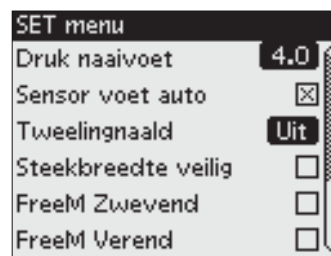 SET menu
Druk naaivoet 4.0
Sensor voet auto
Tweelingnaald Uit
Steekbreedte veilig
FreeM Zwevend
FreeM Verend